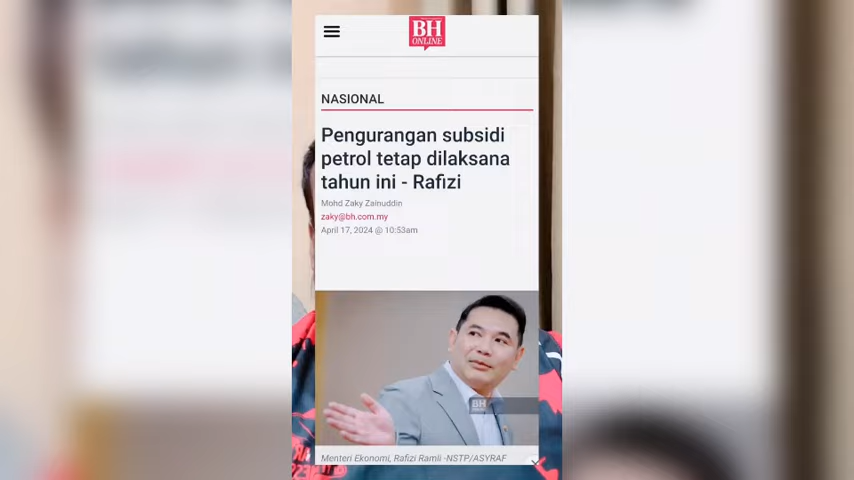 BH
ONLINE
NASIONAL
Pengurangan subsidi
petrol tetap dilaksana
tahun ini - Rafizi
Mohd Zaky Zainuddin
zaky@bh.com.my
April 17, 2024 @ 10:53am
BH
Menteri Ekonomi, Rafizi Ramli -NSTP/ASYRAF